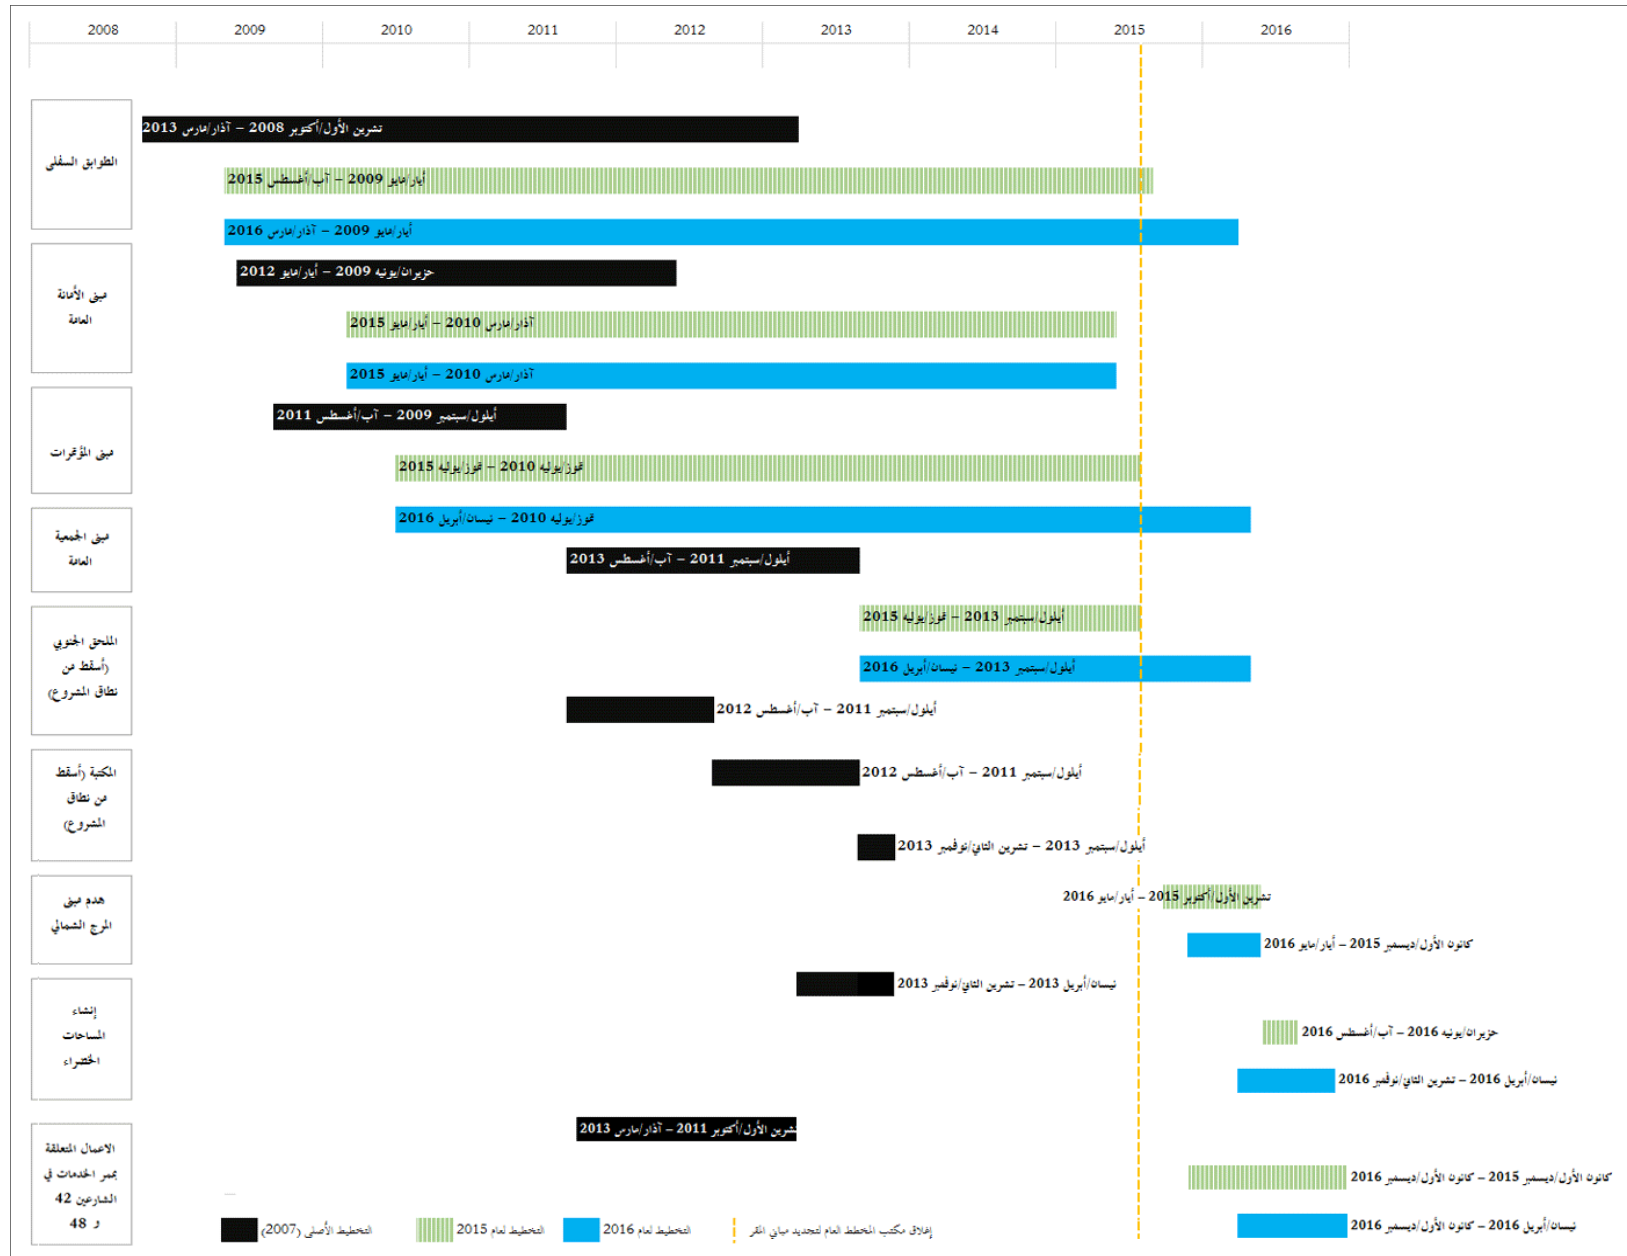 2008 2009 2010 2011 2012 2013 2014 2015 2016
الطوابق السفلى
تشرين الأول/أكتوبر 2008 – آذار/مارس 2013
أيار/مايو 2009 – آب/أغسطس 2015
أيار/مايو 2009 – آذار/مارس 2016
مبنى الأمانة
العامة
حزيران/يونيه 2009 – أيار/مايو 2012
آذار/مارس 2010 – أيار/مايو 2015
آذار/مارس 2010 – أيار/مايو 2015
مبنى المؤتمرات
أيلول/سبتمبر 2009 – آب/أغسطس 2011
تموز/يوليه 2010 – تموز/يوليه 2015
تموز/يوليه 2010 – نيسان/أبريل 2016
مبنى الجمعية
العامة
أيلول/سبتمبر 2011 – آب/أغسطس 2013
أيلول/سبتمبر 2013 – تموز/يوليه 2015
أيلول/سبتمبر 2013 – نيسان/أبريل 2016
الملحق الجنوبي
(أسقط من
نطاق المشروع)
أيلول/سبتمبر 2011 – آب/أغسطس 2012
المكتبة (أسقط
من نطاق
المشروع)
أيلول/سبتمبر 2011 – آب/أغسطس 2012
هدم مبنى
المرج الشمالي
أيلول/سبتمبر 2013 – تشرين الثاني/نوفمبر 2013
تشرين الأول/أكتوبر 2015 – أيار/مايو 2016
كانون الأول/ديسمبر 2015 – أيار/مايو 2016
إنشاء
المساحات
الخضراء
نيسان/أبريل 2013 – تشرين الثاني/نوفمبر 2013
حزيران/يونيه 2016 – آب/أغسطس 2016
نيسان/أبريل 2016 – تشرين الثاني/نوفمبر 2016
الاعمال المتعلقة
بممر الخدمات في
الشارعين 42
و 48
تشرين الأول/أكتوبر 2011 – آذار/مارس 2013
كانون الأول/ديسمبر 2015 – كانون الأول/ديسمبر 2016
نيسان/أبريل 2016 – كانون الأول/ديسمبر 2016
التخطيط الأصلي (2007)
التخطيط لعام 2015
التخطيط لعام 2016
إغلاق مكتب المخطط العام لتجديد مباني المقر